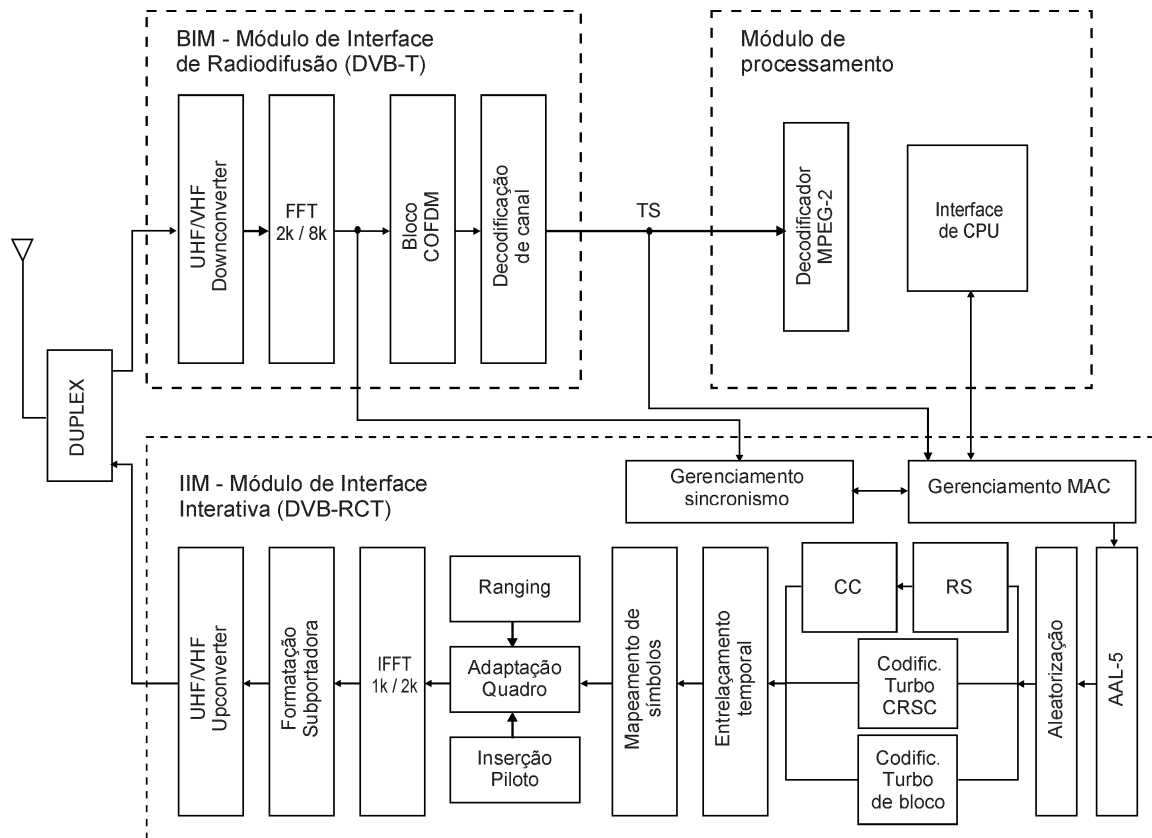 BIM - Módulo de Interface
de Radiodifusão (DVB-T)
Módulo de
processamento
UHF/VHF
Downconverter
FFT
2k / 8k
Bloco
COFDM
Decodificação
de canal
TS
Decodificador
MPEG-2
Interface
de CPU
DUPLEX
IIM - Módulo de Interface
Interativa (DVB-RCT)
Gerenciamento
sincronismo
Gerenciamento MAC
UHF/VHF
Upconverter
Formatação
Subportadora
IFFT
1k / 2k
Ranging
Adaptação
Quadro
Inserção
Piloto
Mapeamento de
símbolos
Entrelaçamento
temporal
CC
RS
Codific.
Turbo
CRSC
Codific.
Turbo
de bloco
Aleatorização
AAL-5